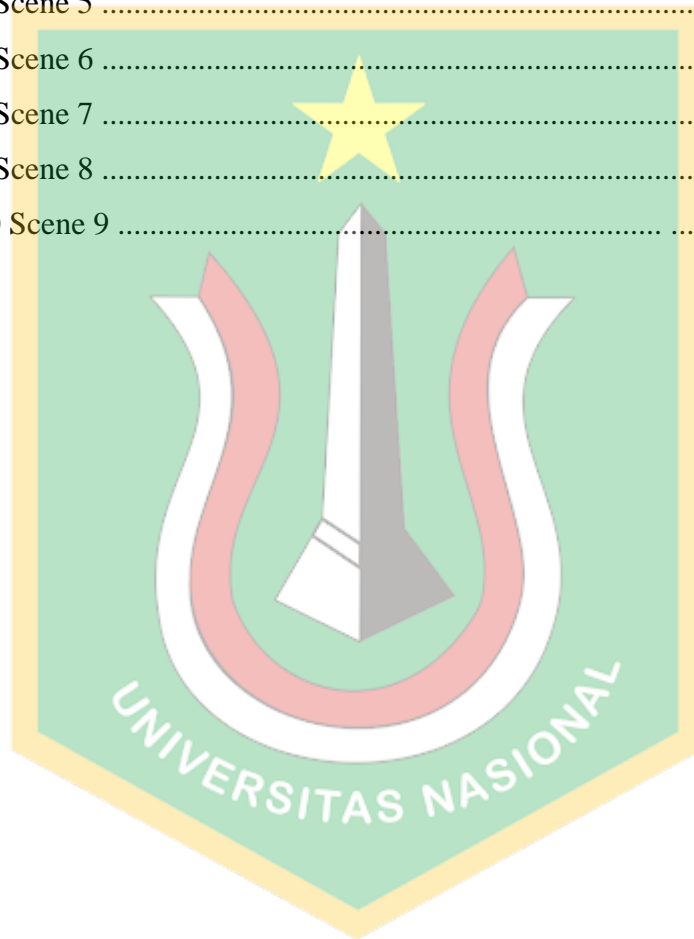 Scene 5 ..........................................................................
Scene 6 ..........................................................................
Scene 7 ..........................................................................
Scene 8 ..........................................................................
Scene 9 .................................................................... ...
UNIVERSITAS NASIONAL